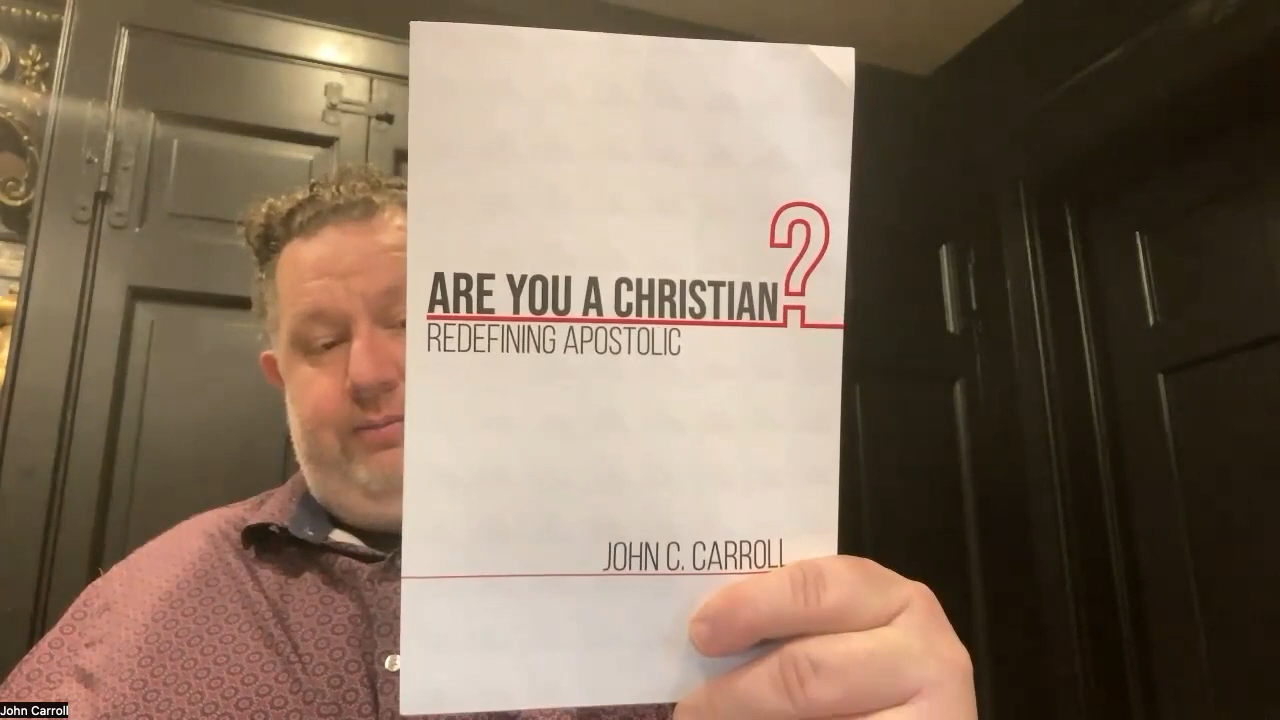 ARE YOU A CHRISTIAN?
REDEFINING APOSTOLIC
JOHN C. CARROLL
John Carroll